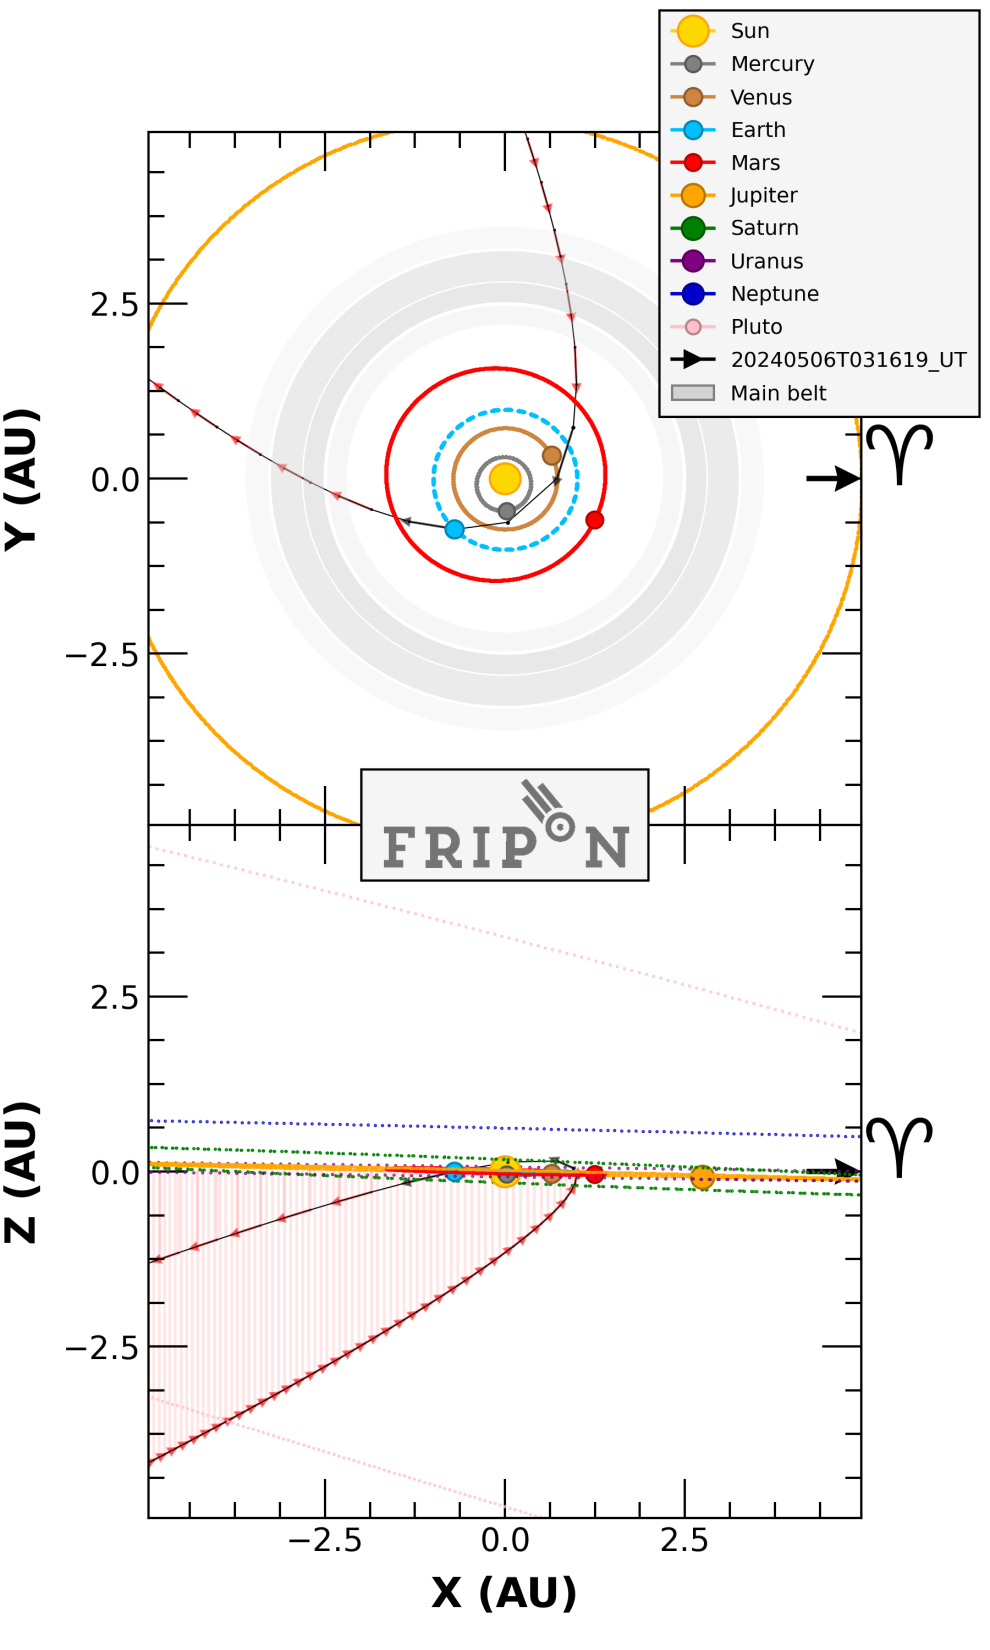 Sun
Mercury
Venus
Earth
Mars
Jupiter
Saturn
Uranus
Neptune
Pluto
20240506T031619_UT
Main belt
Y (AU)
2.5
0.0
−2.5
♈
FRIPON
Z (AU)
2.5
0.0
−2.5
♈
−2.5 0.0 2.5
X (AU)